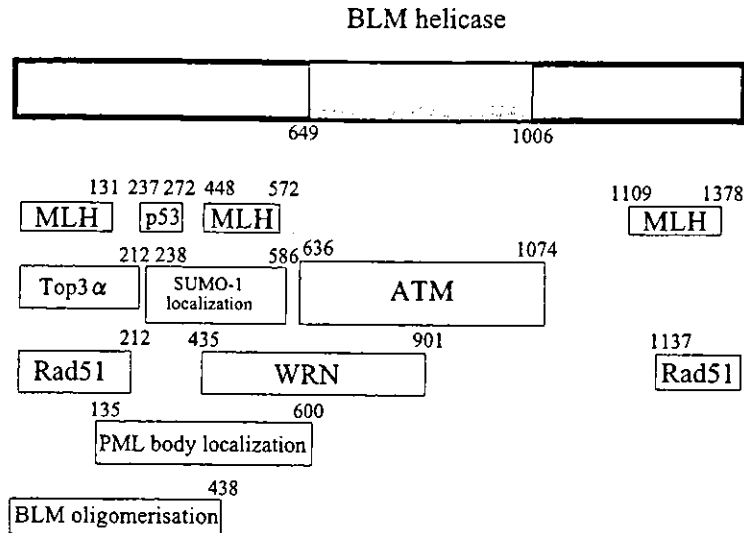 BLM helicase
649 1006
131 237 272 448 572 1109 1378
MLH p53 MLH MLH
212 238 586 636 1074
Top3α SUMO-1 localization ATM
212 435 901 1137
Rad51 WRN Rad51
135 600
PML body localization
438
BLM oligomerisation